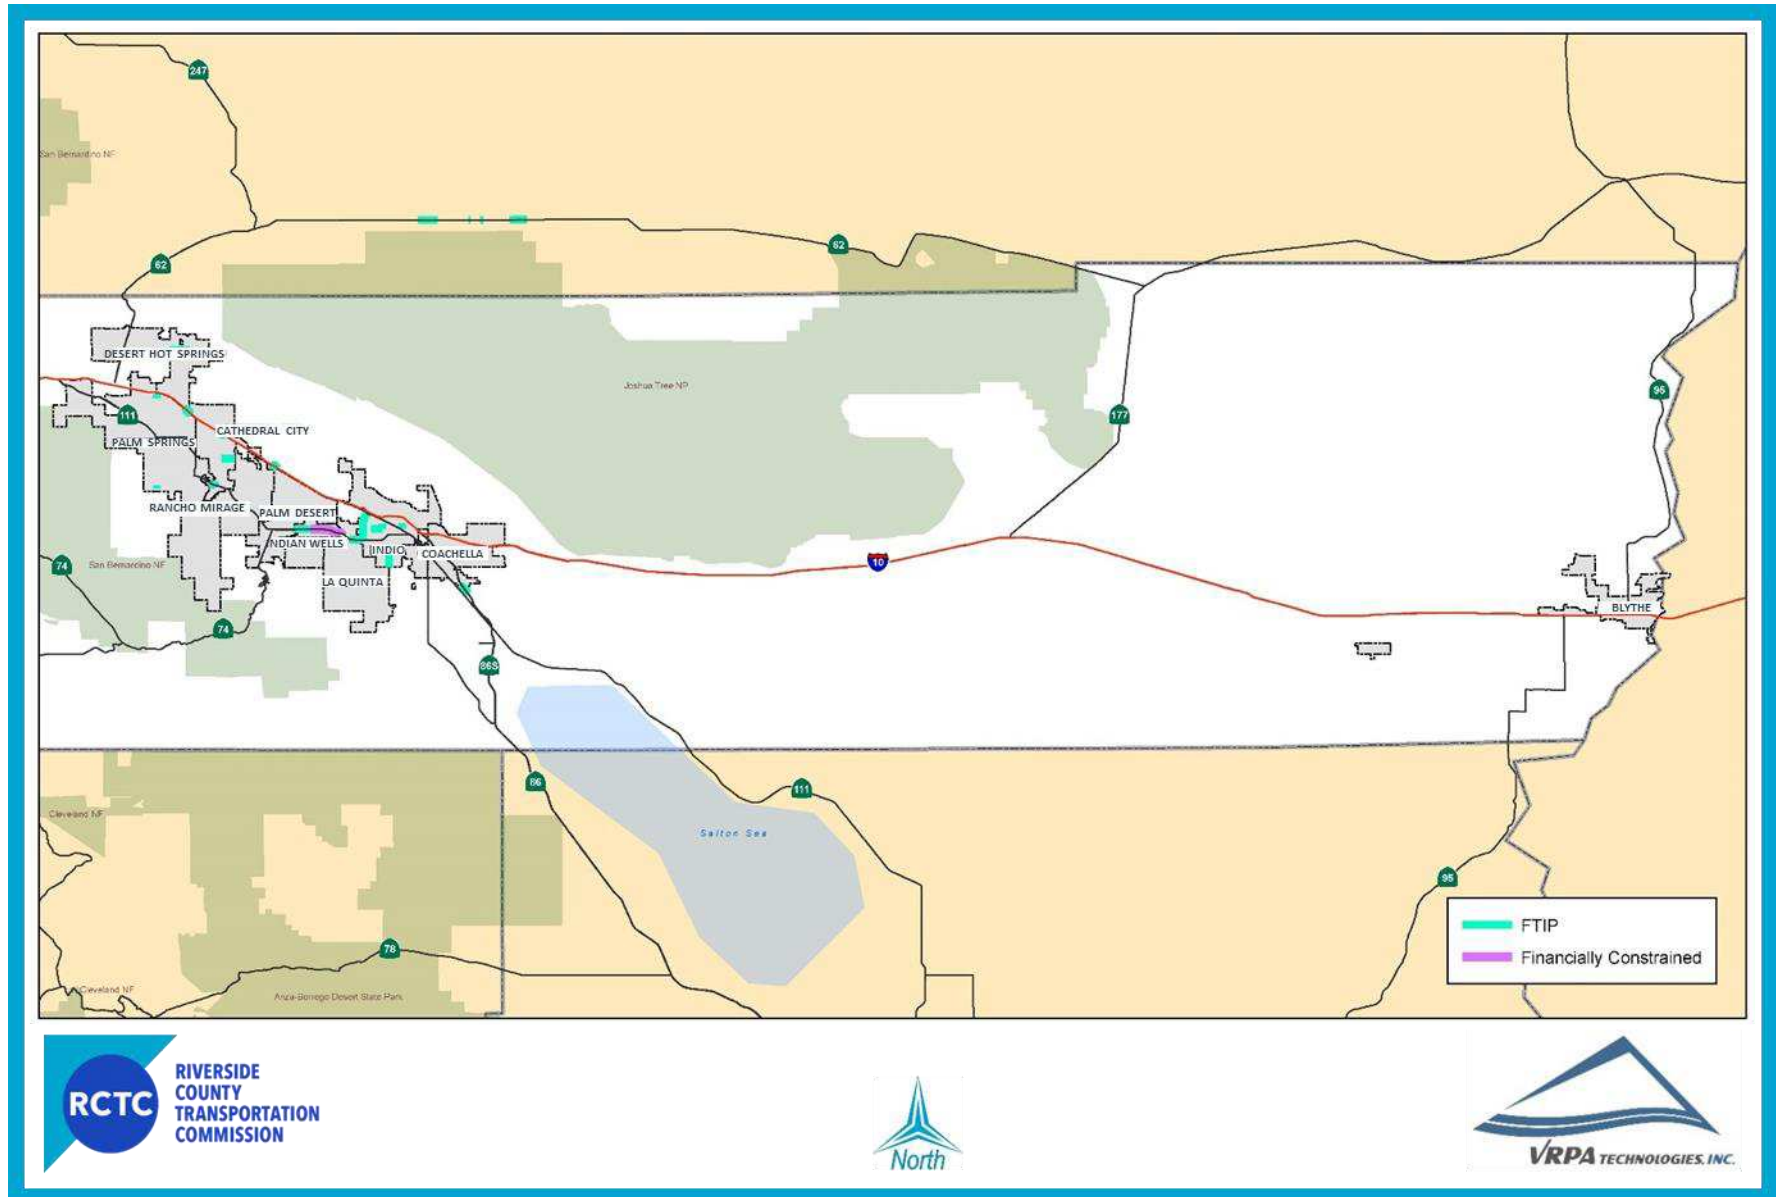 247
San Bernardino NF
62
62
DESERT HOT SPRINGS
Joshua Tree NP
95
111
177
CATHEDRAL CITY
PALM SPRINGS
RANCHO MIRAGE
PALM DESERT
NDIAN WELLS
INDIO
COACHELLA
10
74
San Bernardino NF
LA QUINTA
BLYTHE
74
86S
86
111
Cleveland NF
Salton Sea
95
78
Cleveland NF
Anza-Borrego Desert State Park
FTIP
Financially Constrained
RCTC
RIVERSIDE
COUNTY
TRANSPORTATION
COMMISSION
North
VRPA TECHNOLOGIES, INC.